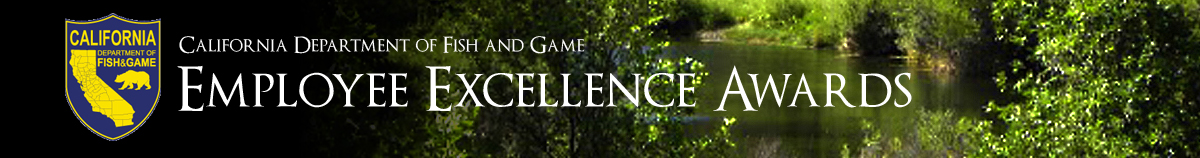 CALIFORNIA
DEPARTMENT OF
FISH&GAME
California Department of Fish and Game
Employee Excellence Awards